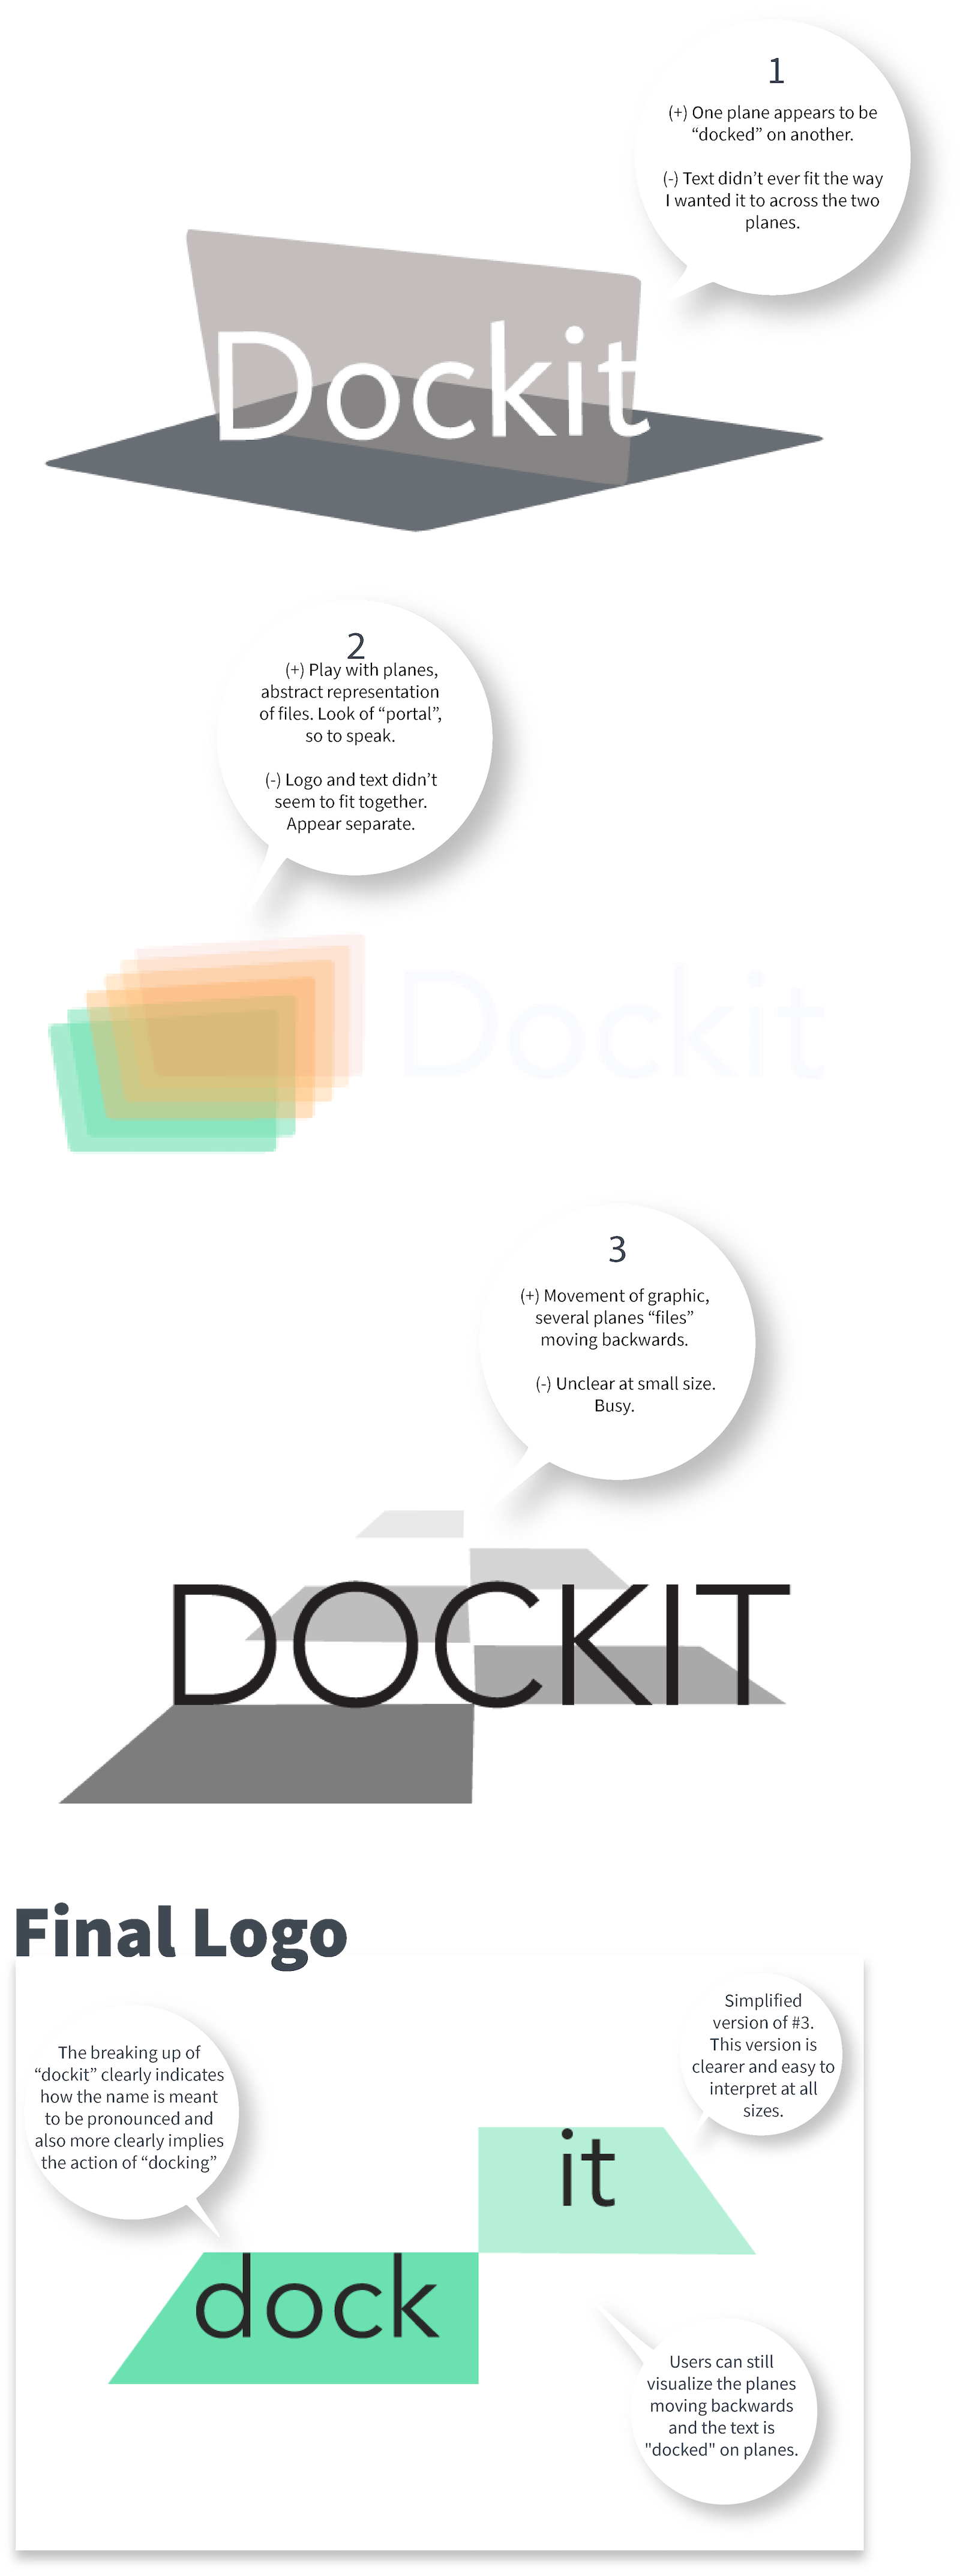 1
(+) One plane appears to be
“docked” on another.
(-) Text didn’t ever fit the way
I wanted it to across the two
planes.
Dockit
2
(+) Play with planes,
abstract representation
of files. Look of “portal”,
so to speak.
(-) Logo and text didn’t
seem to fit together.
Appear separate.
Dockit
3
(+) Movement of graphic,
several planes “files”
moving backwards.
(-) Unclear at small size.
Busy.
DOCKIT
Final Logo
Simplified
version of #3.
This version is
clearer and easy to
interpret at all
sizes.
The breaking up of
“dockit” clearly indicates
how the name is meant
to be pronounced and
also more clearly implies
the action of “docking”
it
dock
Users can still
visualize the planes
moving backwards
and the text is
"docked" on planes.